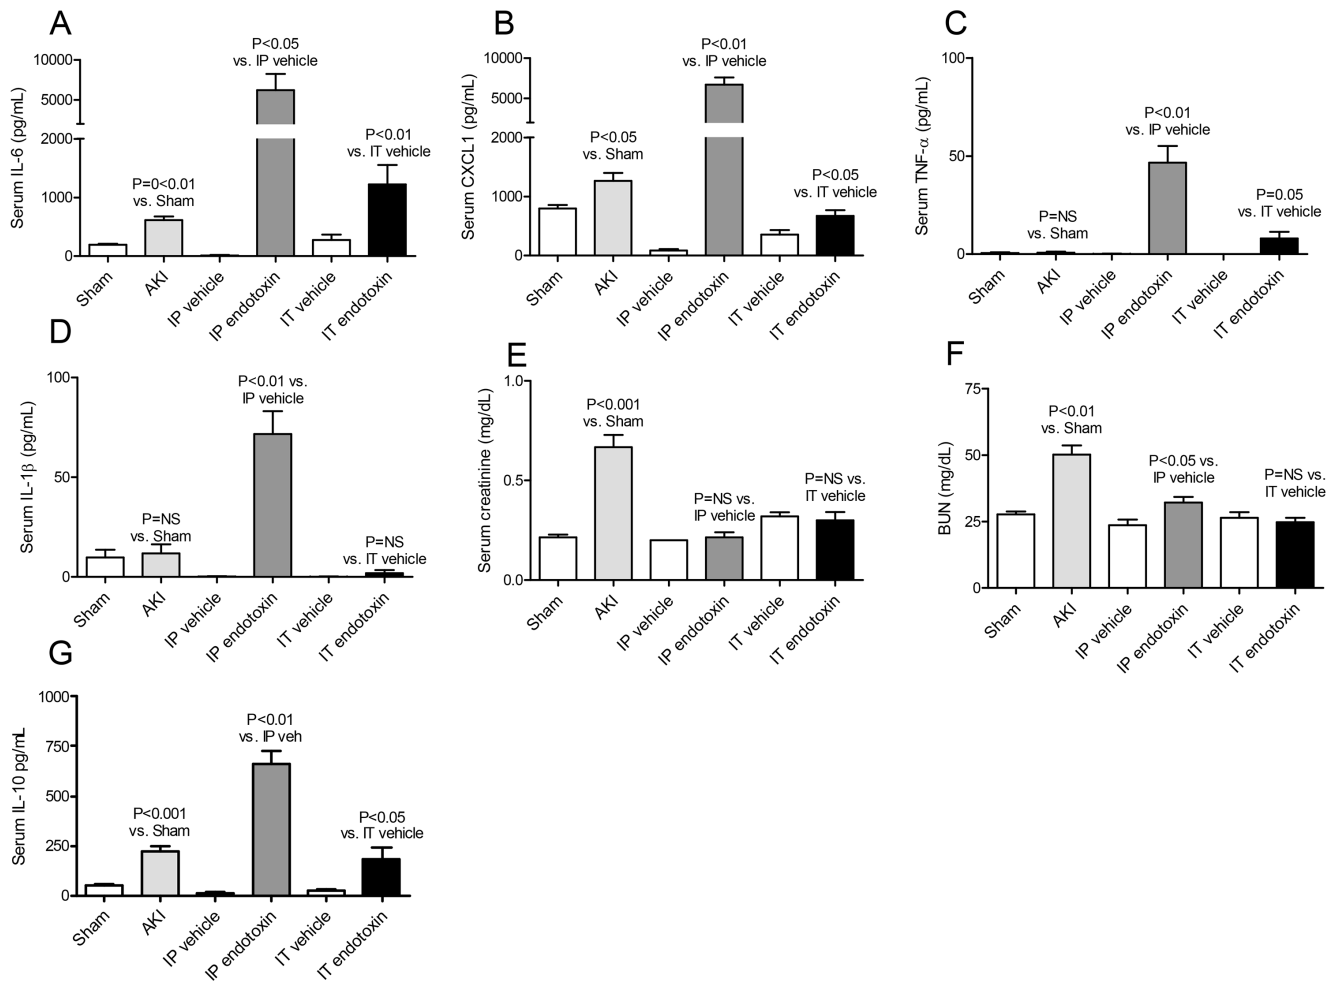 A
Serum IL-6 (pg/mL)
10000
5000
2000
1000
0
P=0<0.01
vs. Sham
P<0.05
vs. IP vehicle
P<0.01
vs. IT vehicle
Sham
AKI
IP vehicle
IP endotoxin
IT vehicle
IT endotoxin
B
Serum CXCL1 (pg/mL)
10000
5000
2000
1000
0
P<0.05
vs. Sham
P<0.01
vs. IP vehicle
P<0.05
vs. IT vehicle
Sham
AKI
IP vehicle
IP endotoxin
IT vehicle
IT endotoxin
C
Serum TNF-α (pg/mL)
100
50
0
P=NS
vs. Sham
P<0.01
vs. IP vehicle
P=0.05
vs. IT vehicle
Sham
AKI
IP vehicle
IP endotoxin
IT vehicle
IT endotoxin
D
Serum IL-1β (pg/mL)
100
50
0
P=NS
vs. Sham
P<0.01 vs.
IP vehicle
P=NS
vs. IT vehicle
Sham
AKI
IP vehicle
IP endotoxin
IT vehicle
IT endotoxin
E
Serum creatinine (mg/dL)
1.0
0.5
0.0
P<0.001
vs. Sham
P=NS vs.
IP vehicle
P=NS vs.
IT vehicle
Sham
AKI
IP vehicle
IP endotoxin
IT vehicle
IT endotoxin
F
BUN (mg/dL)
75
50
25
0
P<0.01
vs. Sham
P<0.05 vs.
IP vehicle
P=NS vs.
IT vehicle
Sham
AKI
IP vehicle
IP endotoxin
IT vehicle
IT endotoxin
G
Serum IL-10 pg/mL
1000
750
500
250
0
P<0.001
vs. Sham
P<0.01
vs. IP veh
P<0.05
vs. IT vehicle
Sham
AKI
IP vehicle
IP endotoxin
IT vehicle
IT endotoxin